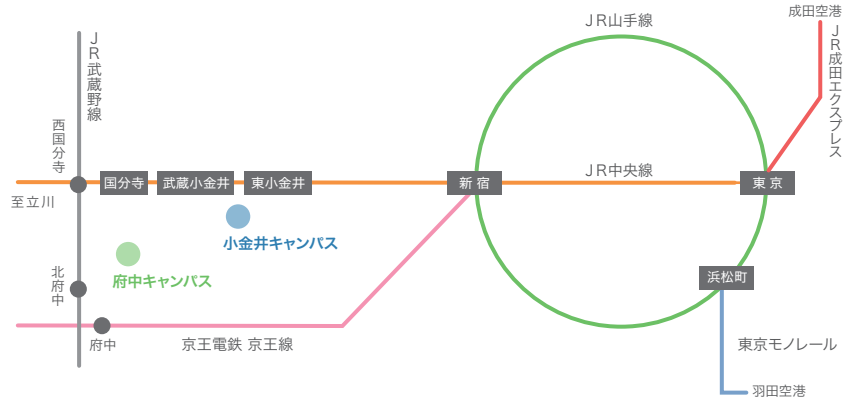 成田空港
JR山手線
JR成田エクスプレス
JR武蔵野線
西国分寺
JR中央線
国分寺
武蔵小金井
東小金井
新宿
東京
至立川
小金井キャンパス
府中キャンパス
北府中
浜松町
府中
京王電鉄 京王線
東京モノレール
羽田空港